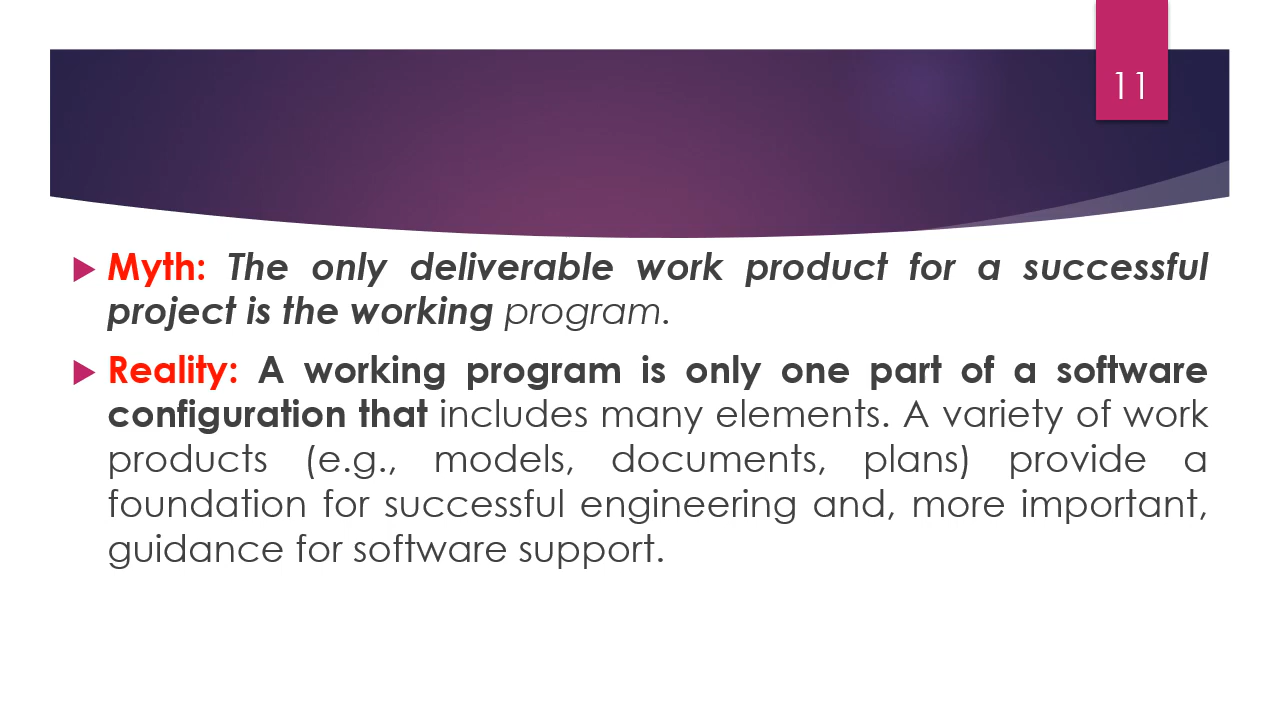 11
Myth: The only deliverable work product for a successful
project is the working program.
Reality: A working program is only one part of a software
configuration that includes many elements. A variety of work
products (e.g., models, documents, plans) provide a
foundation for successful engineering and, more important,
guidance for software support.